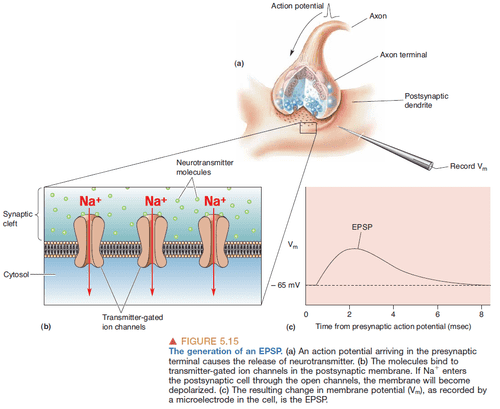 Action potential
Axon
(a)
Axon terminal
Postsynaptic
dendrite
Record Vm
Neurotransmitter
molecules
Na+ Na+ Na+
Synaptic
cleft
Cytosol
Transmitter-gated
ion channels
(b)
EPSP
Vm
– 65 mV
0 2 4 6 8
(c) Time from presynaptic action potential (msec)
▲ FIGURE 5.15
The generation of an EPSP. (a) An action potential arriving in the presynaptic
terminal causes the release of neurotransmitter. (b) The molecules bind to
transmitter-gated ion channels in the postsynaptic membrane. If Na+ enters
the postsynaptic cell through the open channels, the membrane will become
depolarized. (c) The resulting change in membrane potential (Vm), as recorded by
a microelectrode in the cell, is the EPSP.